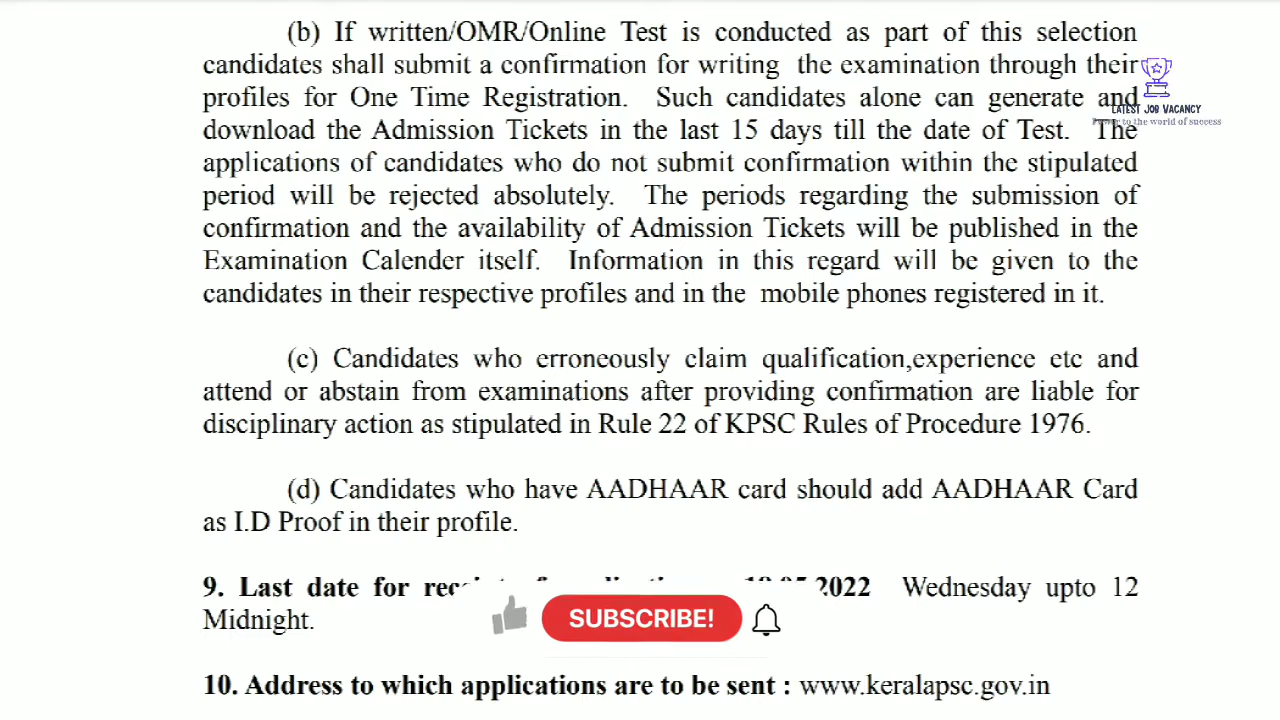 (b) If written/OMR/Online Test is conducted as part of this selection
candidates shall submit a confirmation for writing the examination through their
profiles for One Time Registration. Such candidates alone can generate and
download the Admission Tickets in the last 15 days till the date of Test. The
applications of candidates who do not submit confirmation within the stipulated
period will be rejected absolutely. The periods regarding the submission of
confirmation and the availability of Admission Tickets will be published in the
Examination Calender itself. Information in this regard will be given to the
candidates in their respective profiles and in the mobile phones registered in it.
LATEST JOB VACANCY
Power to the world of success
(c) Candidates who erroneously claim qualification,experience etc and
attend or abstain from examinations after providing confirmation are liable for
disciplinary action as stipulated in Rule 22 of KPSC Rules of Procedure 1976.
(d) Candidates who have AADHAAR card should add AADHAAR Card
as I.D Proof in their profile.
9. Last date for 2022 Wednesday upto 12
Midnight.
SUBSCRIBE!
10. Address to which applications are to be sent : www.keralapsc.gov.in